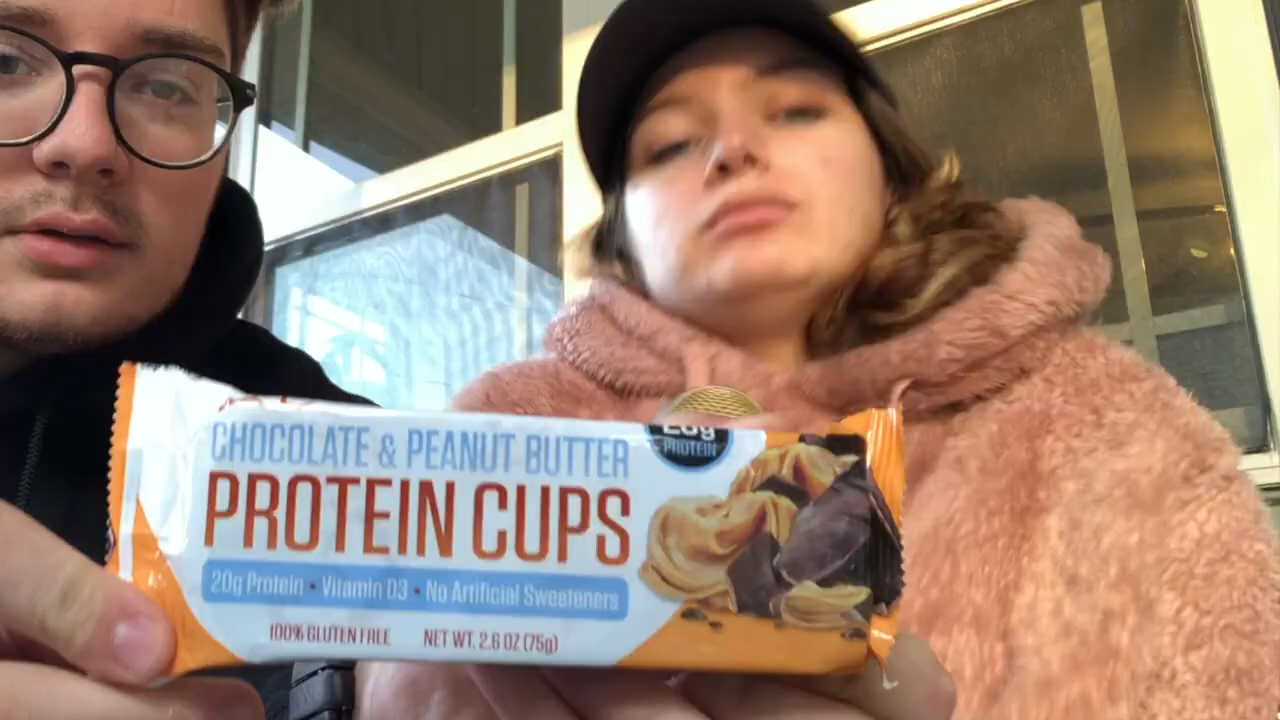 CHOCOLATE & PEANUT BUTTER
PROTEIN CUPS
20g
PROTEIN
20g Protein • Vitamin D3 • No Artificial Sweeteners
100% GLUTEN FREE NET WT. 2.6 OZ (75g)